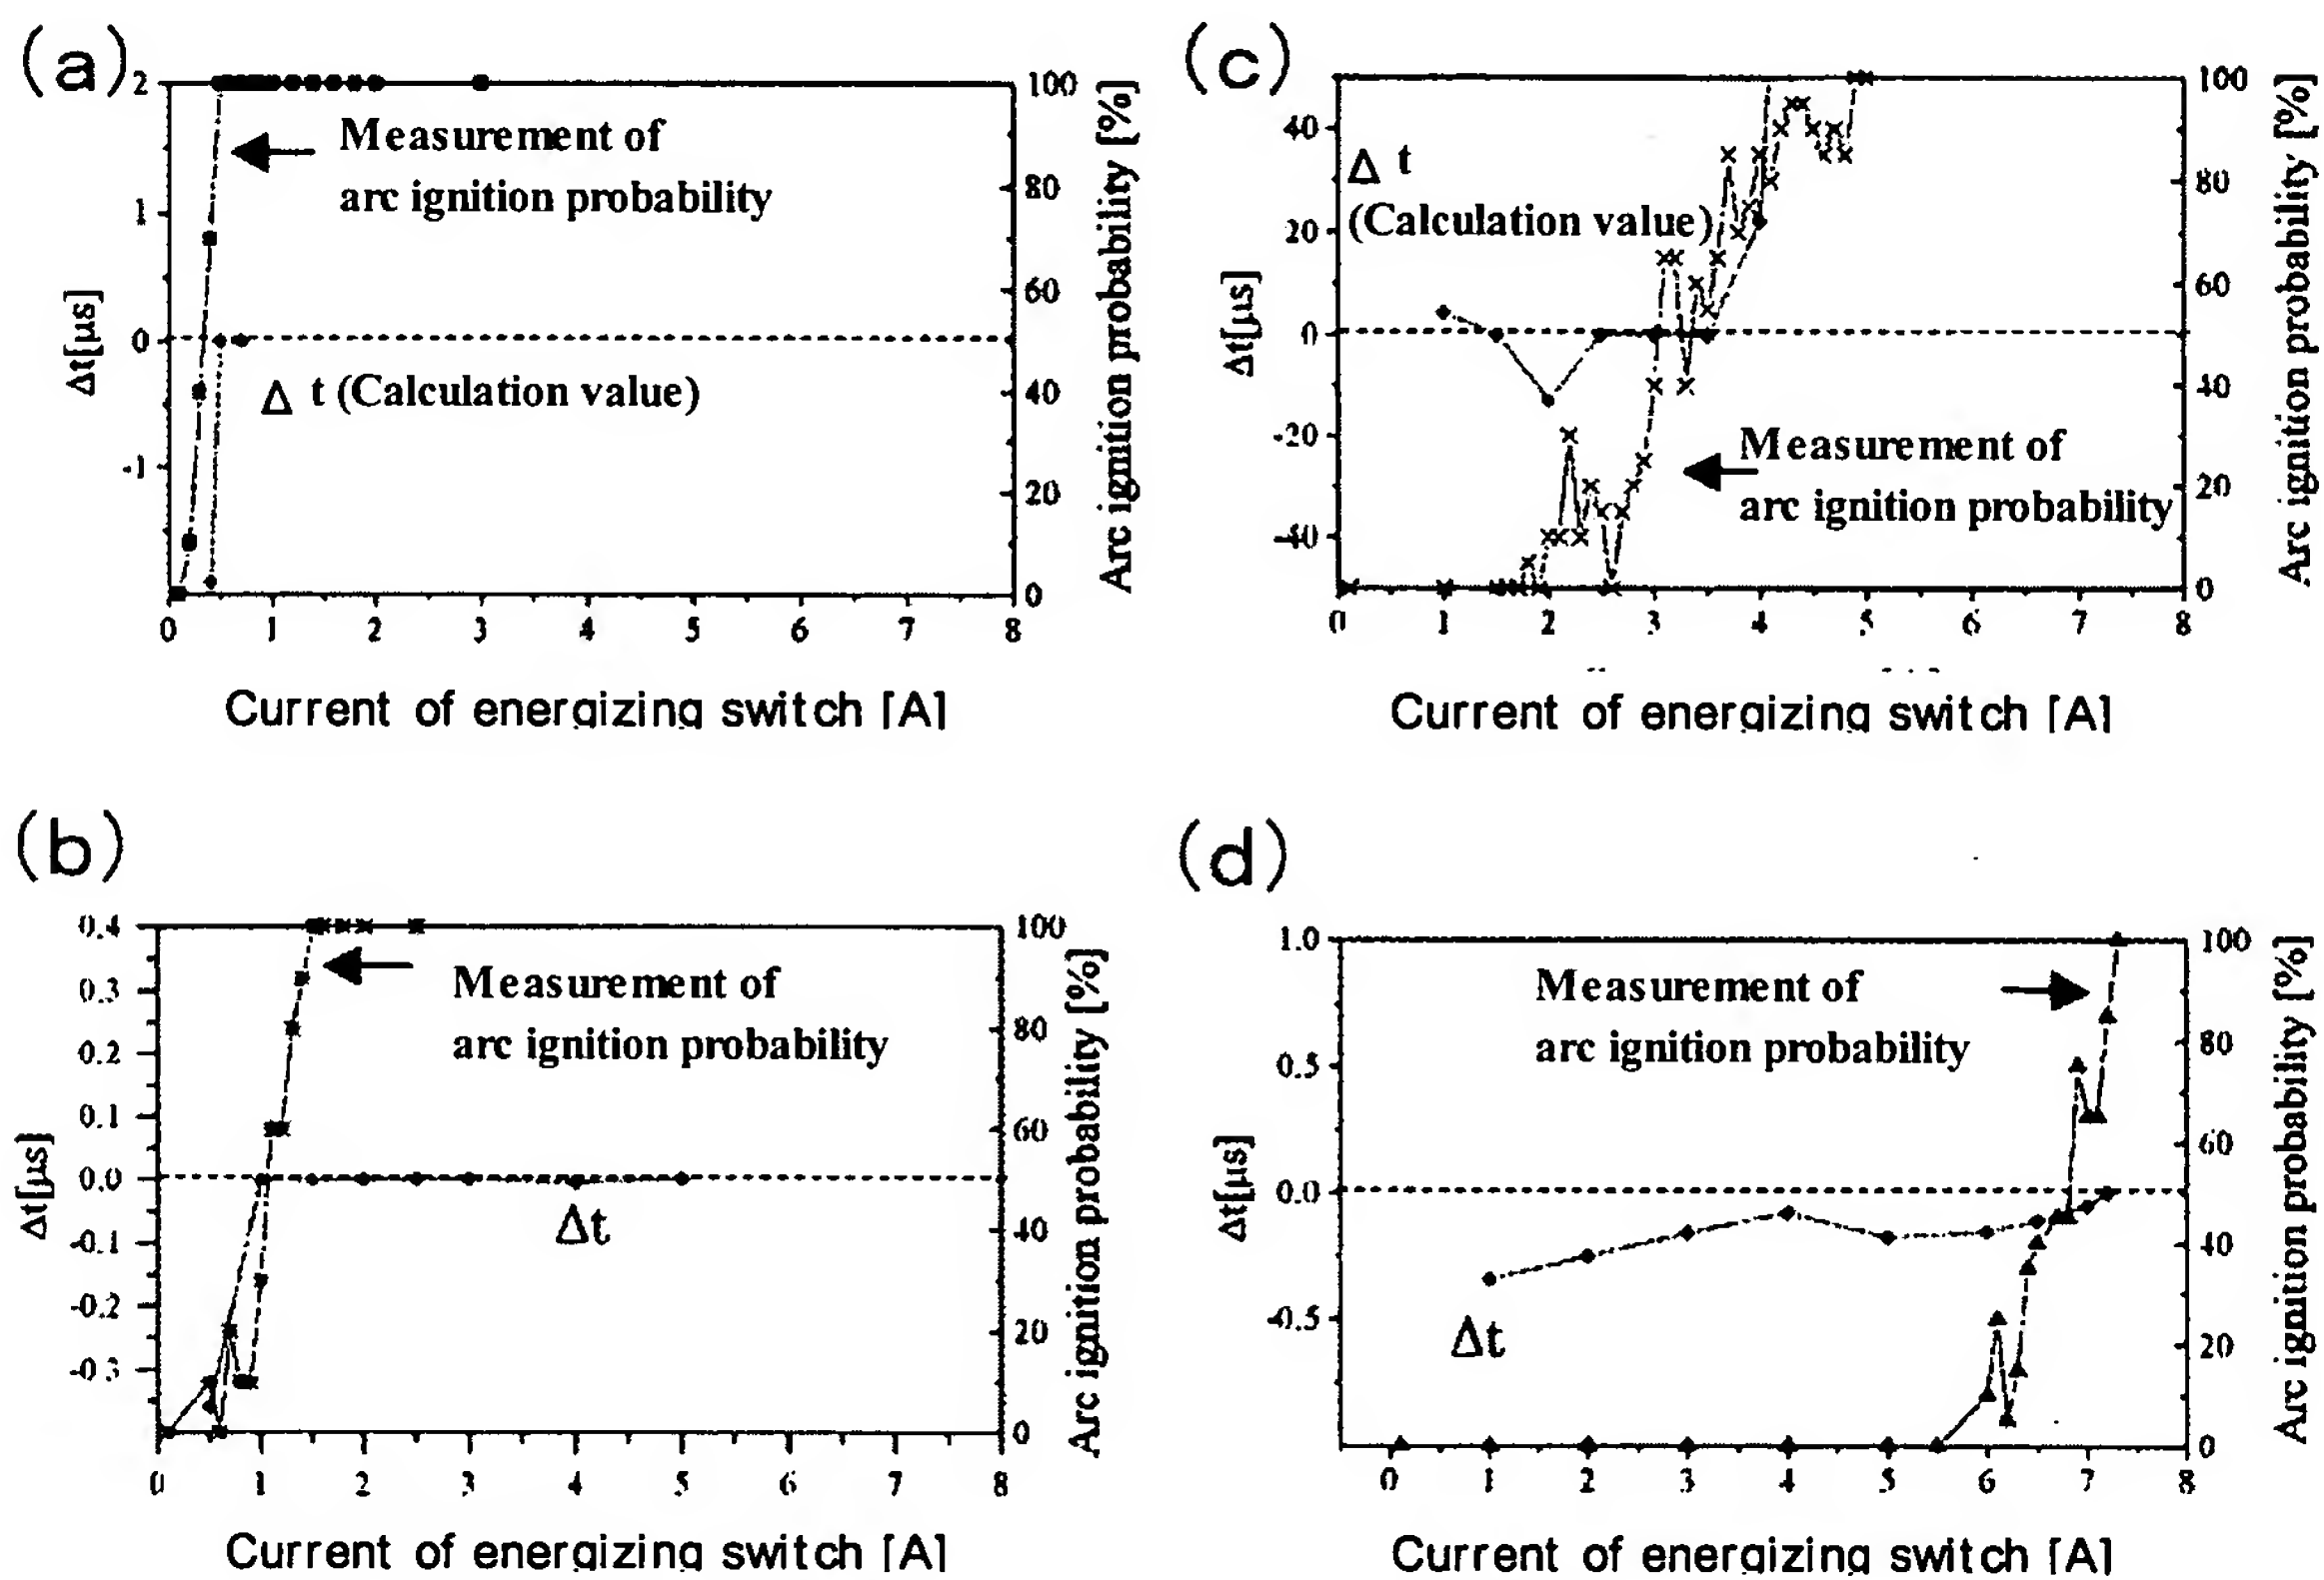 (a)
2
1
0
-1
Δt[μs]
Measurement of
arc ignition probability
Δ t (Calculation value)
100
80
60
40
20
0
Arc ignition probability [%]
0 1 2 3 4 5 6 7 8
Current of energizing switch [A]
(c)
40
20
0
-20
-40
Δt[μs]
Δ t
(Calculation value)
Measurement of
arc ignition probability
100
80
60
40
20
0
Arc ignition probability [%]
0 1 2 3 4 5 6 7 8
Current of energizing switch [A]
(b)
0.4
0.3
0.2
0.1
0.0
-0.1
-0.2
-0.3
Δt[μs]
Measurement of
arc ignition probability
Δt
100
80
60
40
20
0
Arc ignition probability [%]
0 1 2 3 4 5 6 7 8
Current of energizing switch [A]
(d)
1.0
0.5
0.0
-0.5
Δt[μs]
Measurement of
arc ignition probability
Δt
100
80
60
40
20
0
Arc ignition probability [%]
0 1 2 3 4 5 6 7 8
Current of energizing switch [A]